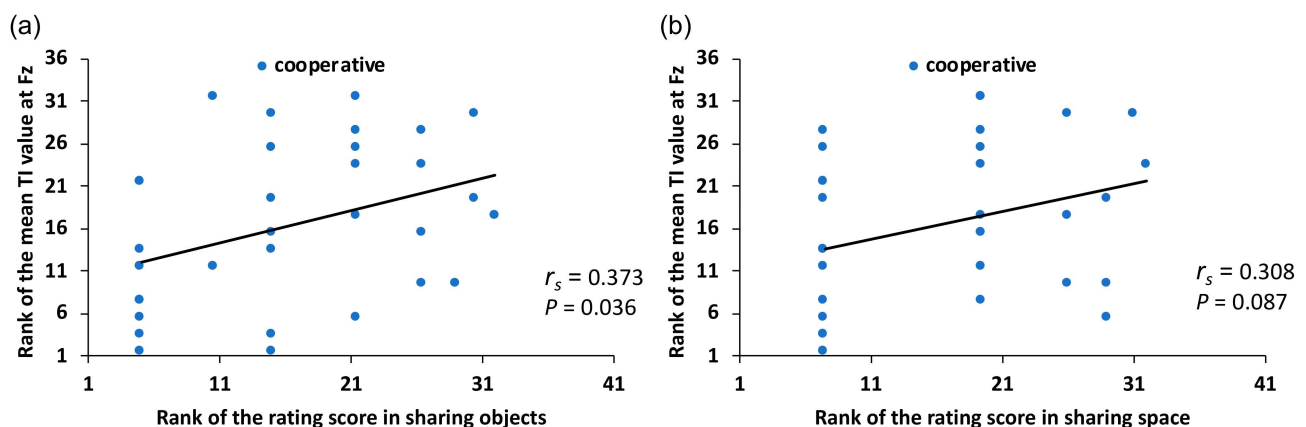 (a)
Rank of the mean TI value at Fz
36
31
26
21
16
11
6
1
cooperative
r_s = 0.373
P = 0.036
1 11 21 31 41
Rank of the rating score in sharing objects
(b)
Rank of the mean TI value at Fz
36
31
26
21
16
11
6
1
cooperative
r_s = 0.308
P = 0.087
1 11 21 31 41
Rank of the rating score in sharing space